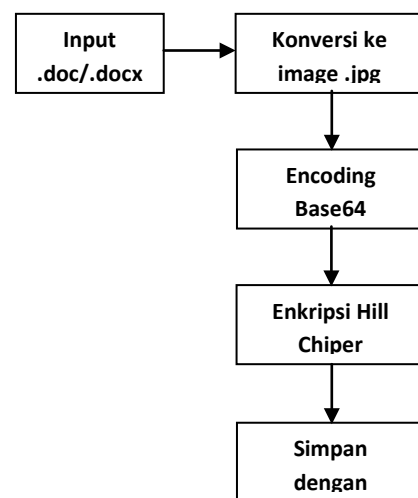 Input
.doc/.docx
Konversi ke
image .jpg
Encoding
Base64
Enkripsi Hill
Chiper
Simpan
dengan